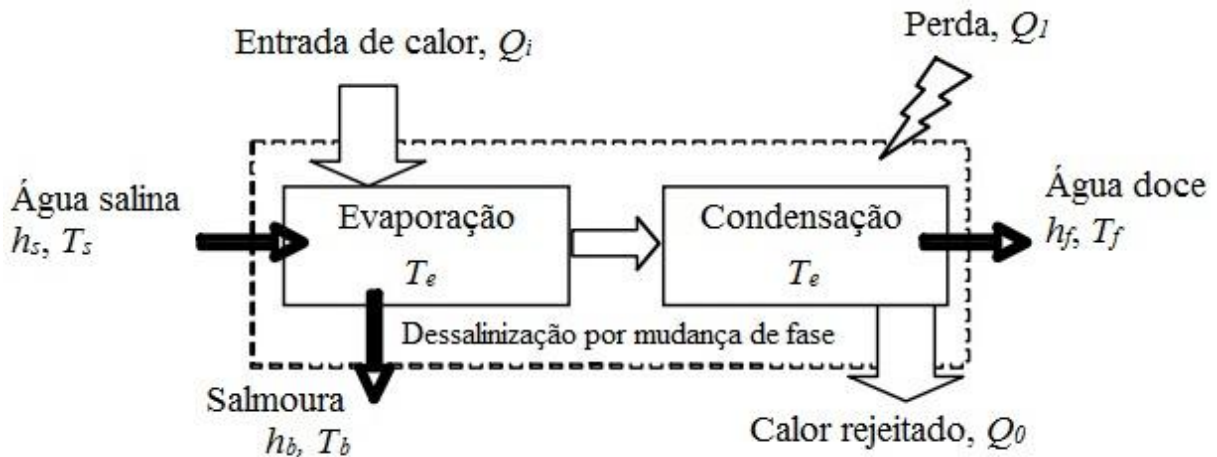 Entrada de calor, Qi
Perda, Q1
Água salina
hs, Ts
Evaporação
Te
Condensação
Te
Água doce
hf, Tf
Dessalinização por mudança de fase
Salmoura
hb, Tb
Calor rejeitado, Q0